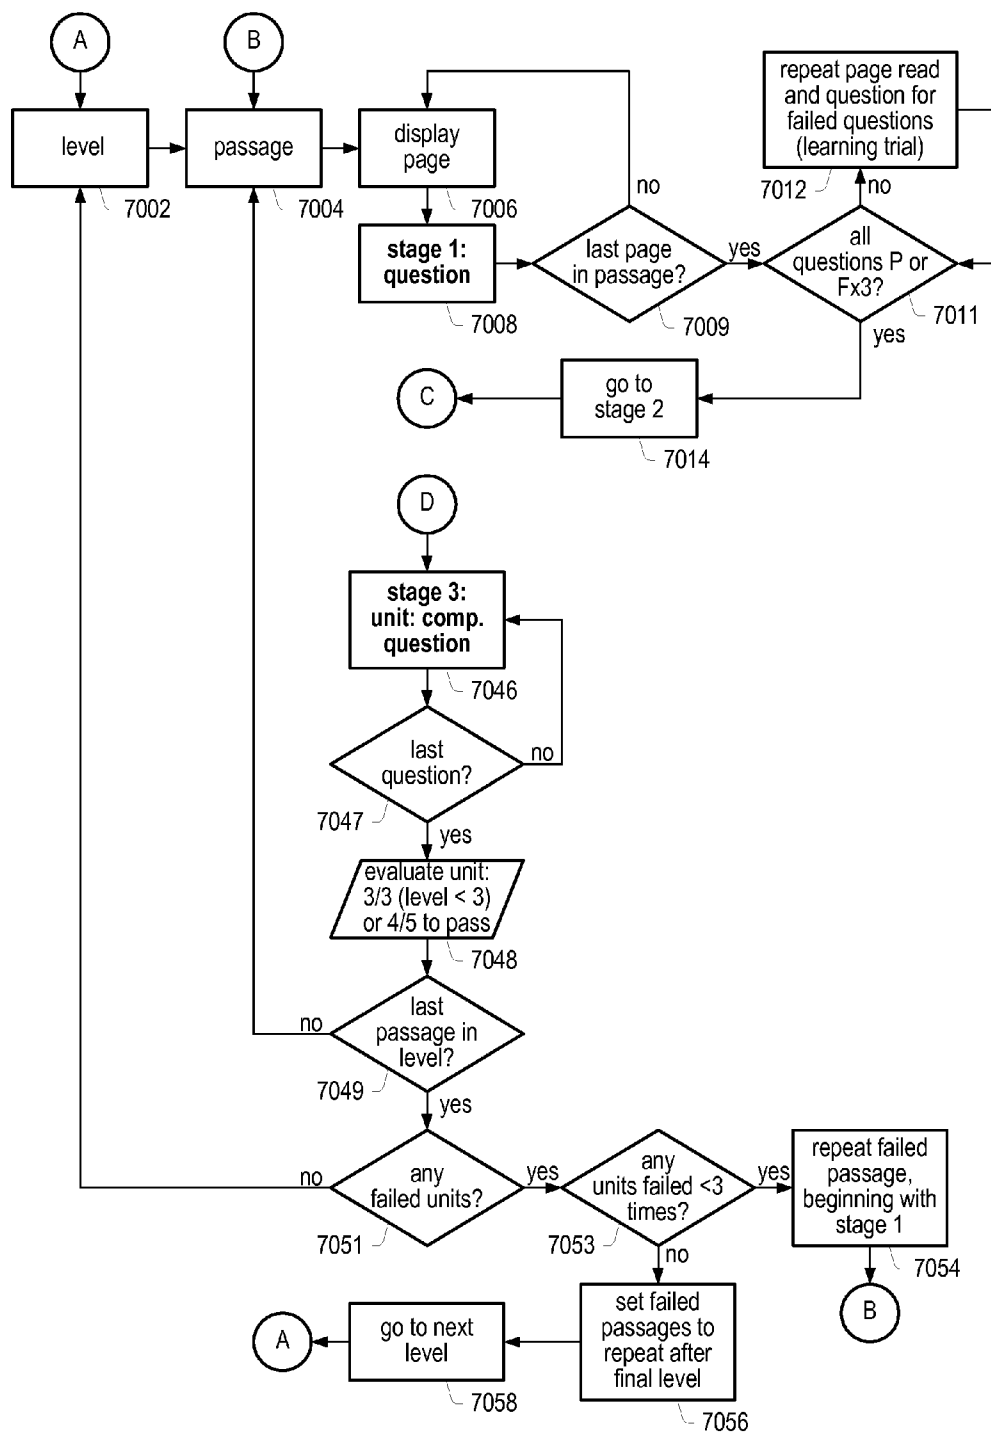 A
B
level
7002
passage
7004
display
page
7006
stage 1:
question
7008
no
last page
in passage?
7009
yes
repeat page read
and question for
failed questions
(learning trial)
7012
no
all
questions P or
Fx3?
7011
yes
go to
stage 2
7014
C
D
stage 3:
unit: comp.
question
7046
last
question?
7047
no
yes
evaluate unit:
3/3 (level < 3)
or 4/5 to pass
7048
last
passage in
level?
7049
no
yes
any
failed units?
7051
no
yes
any
units failed <3
times?
7053
yes
no
repeat failed
passage,
beginning with
stage 1
7054
B
set failed
passages to
repeat after
final level
7056
go to next
level
7058
A